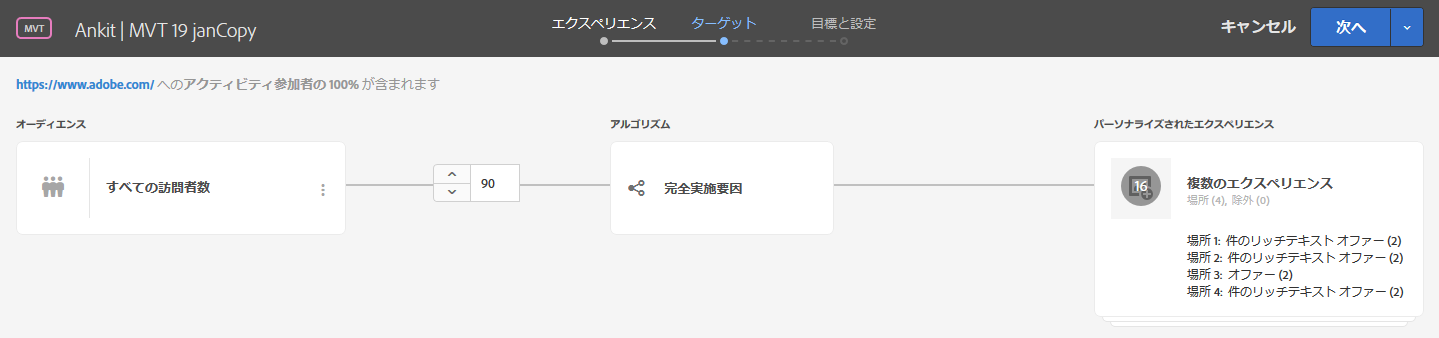 MVT
Ankit | MVT 19 janCopy
エクスペリエンス
ターゲット
目標と設定
キャンセル
次へ
https://www.adobe.com/ へのアクティビティ参加者の 100% が含まれます
オーディエンス
アルゴリズム
パーソナライズされたエクスペリエンス
すべての訪問者数
90
完全実施要因
16
複数のエクスペリエンス
場所 (4), 除外 (0)
場所 1: 件のリッチテキスト オファー (2)
場所 2: 件のリッチテキスト オファー (2)
場所 3: オファー (2)
場所 4: 件のリッチテキスト オファー (2)